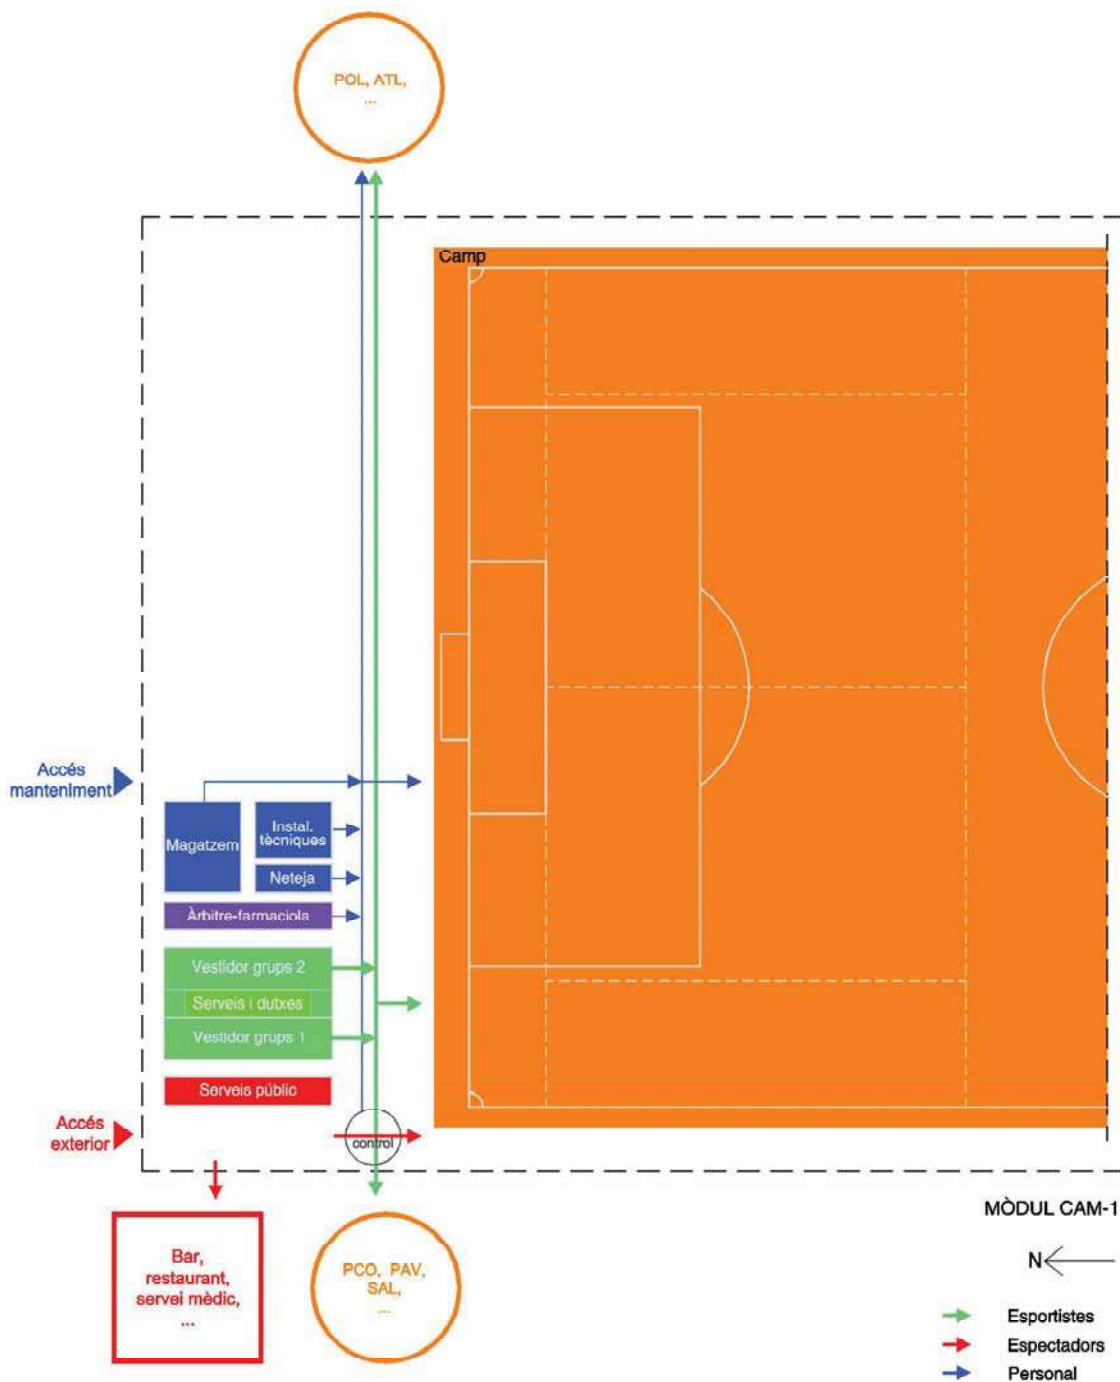 POL, ATL,
...
Camp
Accés
manteniment
Magatzem
Instal.
tècniques
Neteja
Àrbitre-farmaciola
Vestidor grups 2
Serveis i dutxes
Vestidor grups 1
Serveis públic
Accés
exterior
control
Bar,
restaurant,
servei mèdic,
...
PCO, PAV,
SAL,
...
MÒDUL CAM-1
N
Esportistes
Espectadors
Personal